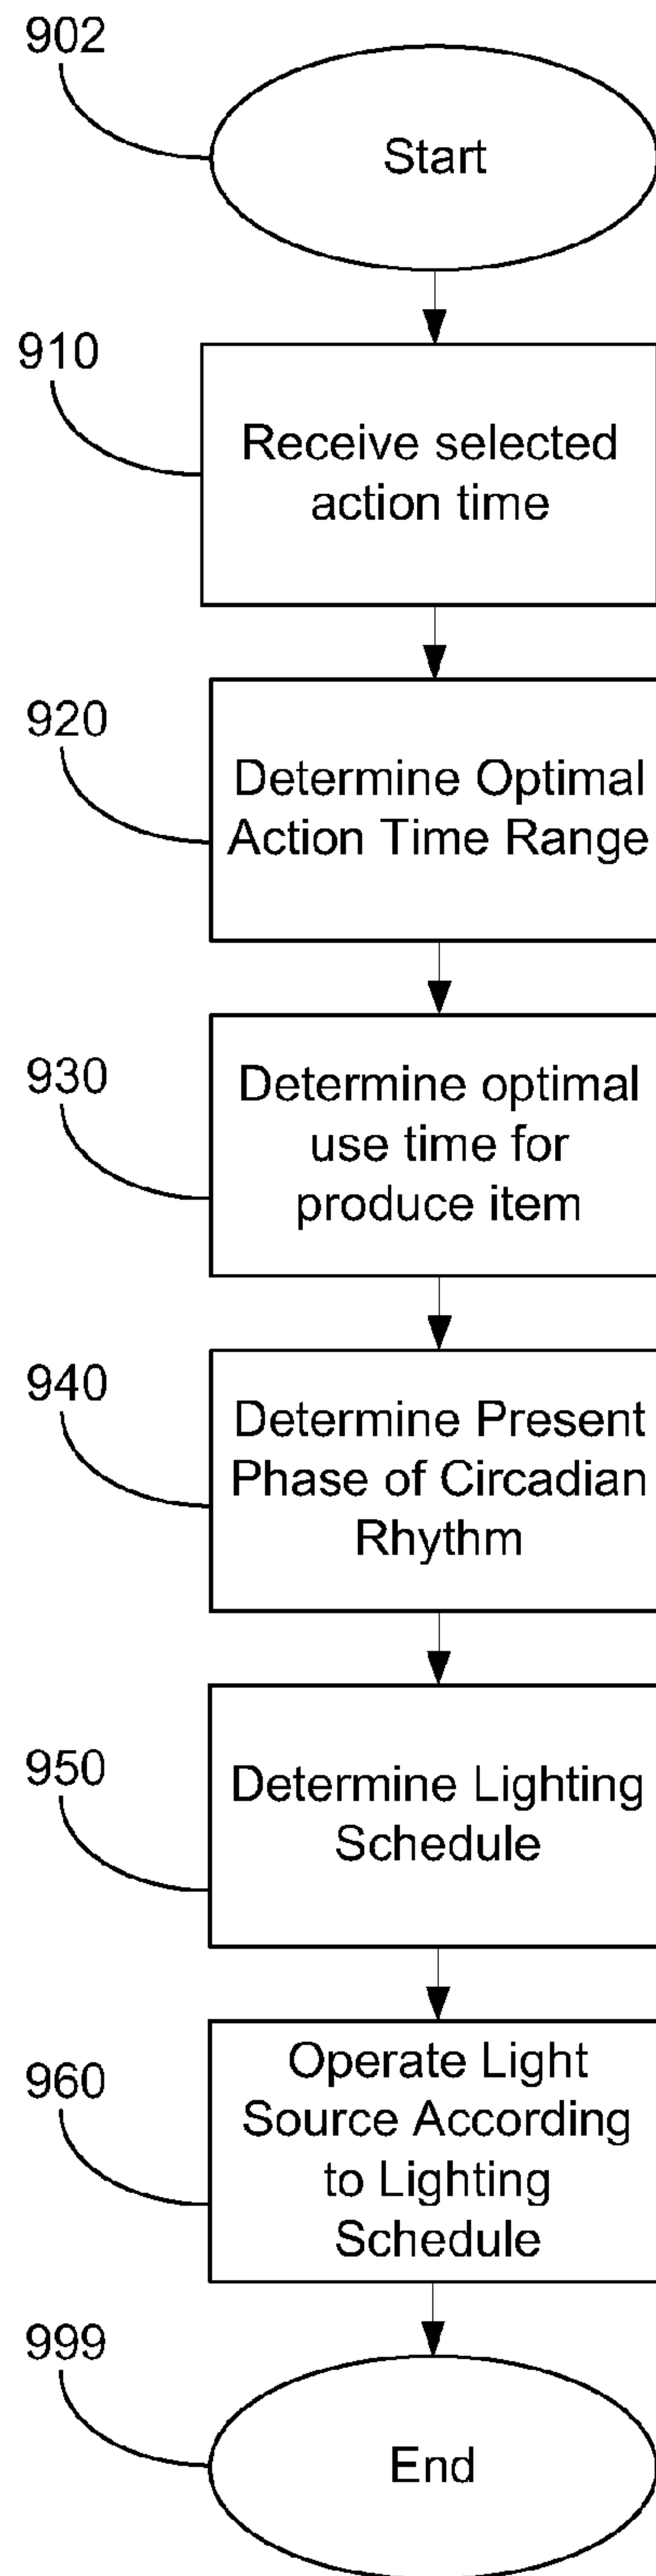 902
Start
910
Receive selected
action time
920
Determine Optimal
Action Time Range
930
Determine optimal
use time for
produce item
940
Determine Present
Phase of Circadian
Rhythm
950
Determine Lighting
Schedule
960
Operate Light
Source According
to Lighting
Schedule
999
End